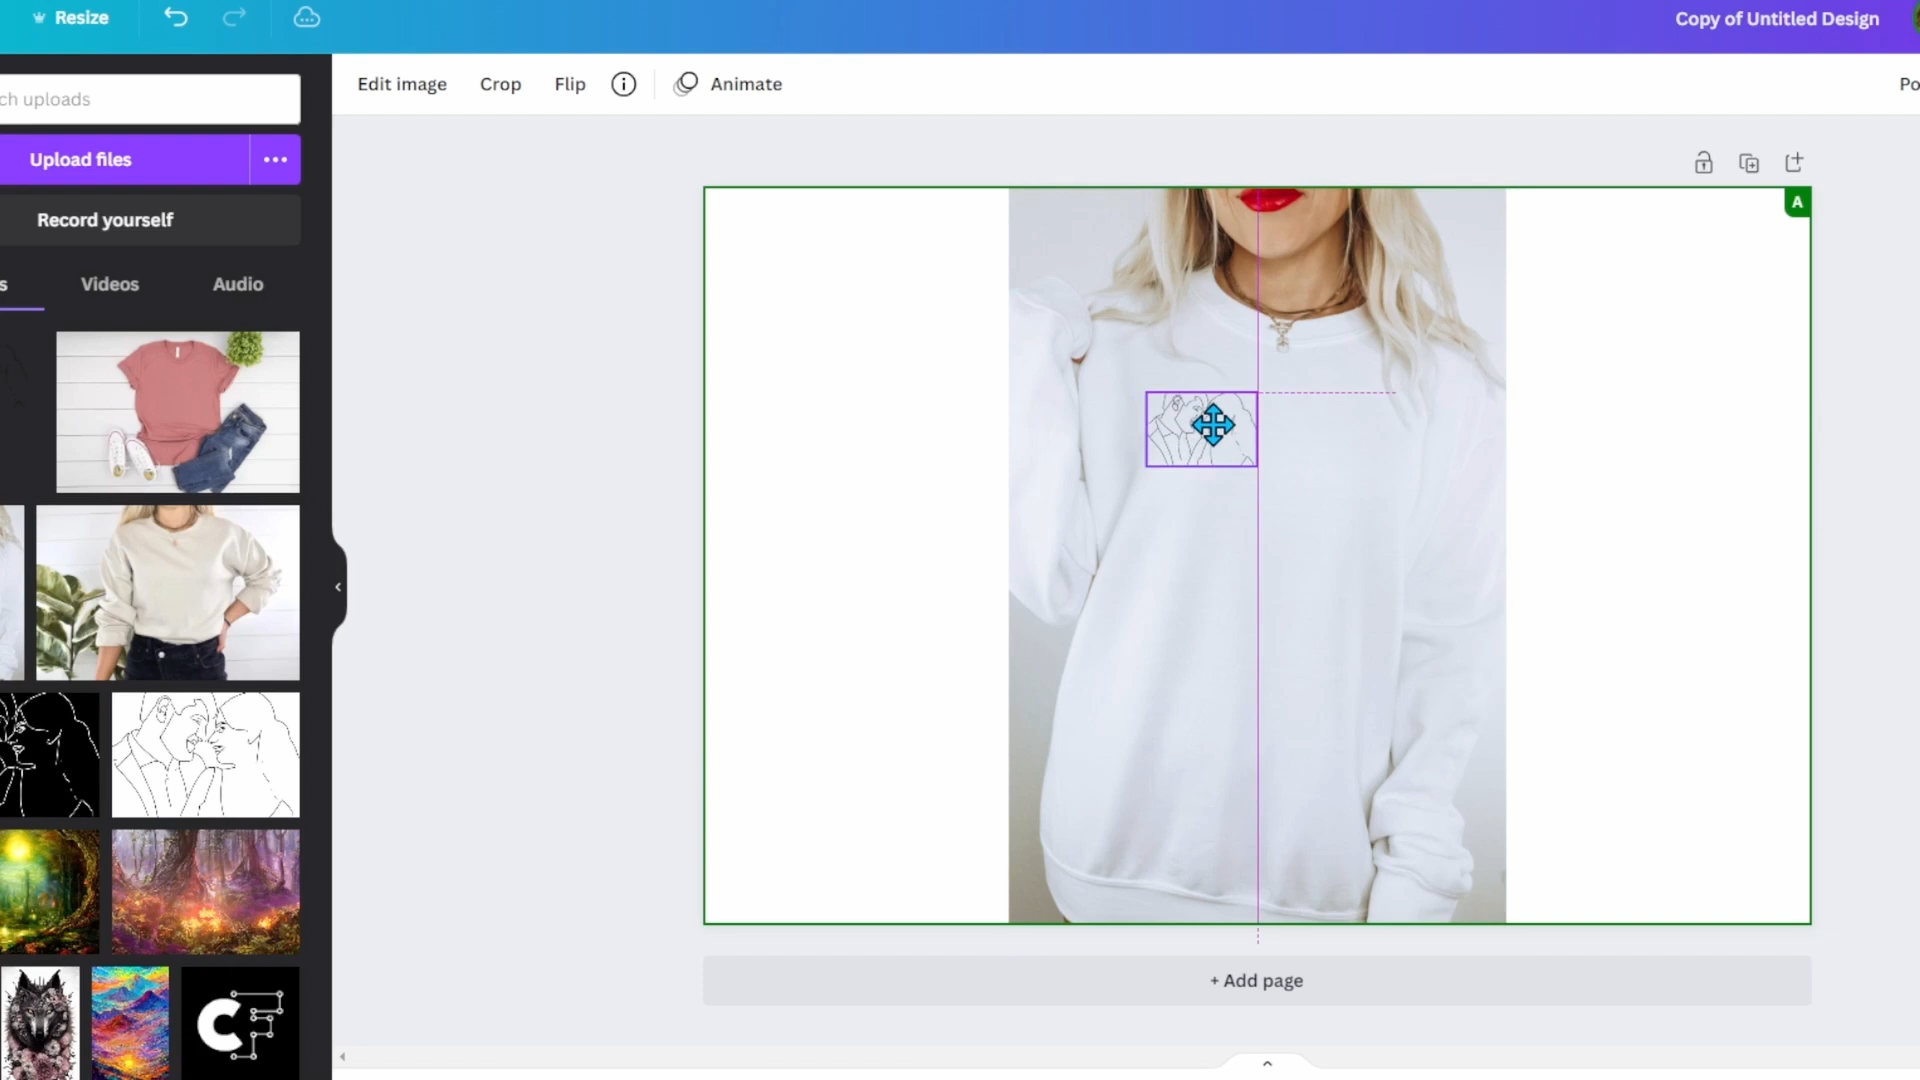 Resize
Copy of Untitled Design
ch uploads
Edit image
Crop
Flip
Animate
Po
Upload files
Record yourself
s
Videos
Audio
A
+ Add page